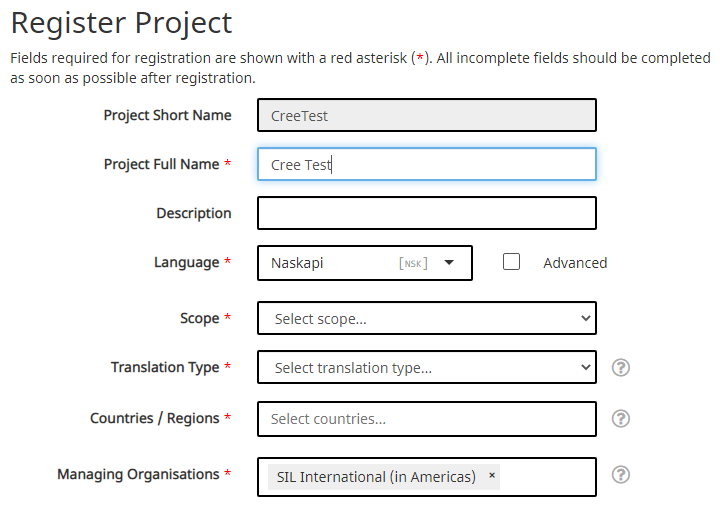 Register Project
Fields required for registration are shown with a red asterisk (*). All incomplete fields should be completed
as soon as possible after registration.
Project Short Name CreeTest
Project Full Name * Cree Test
Description
Language * Naskapi [NSK] Advanced
Scope * Select scope...
Translation Type * Select translation type... ?
Countries / Regions * Select countries... ?
Managing Organisations * SIL International (in Americas) × ?